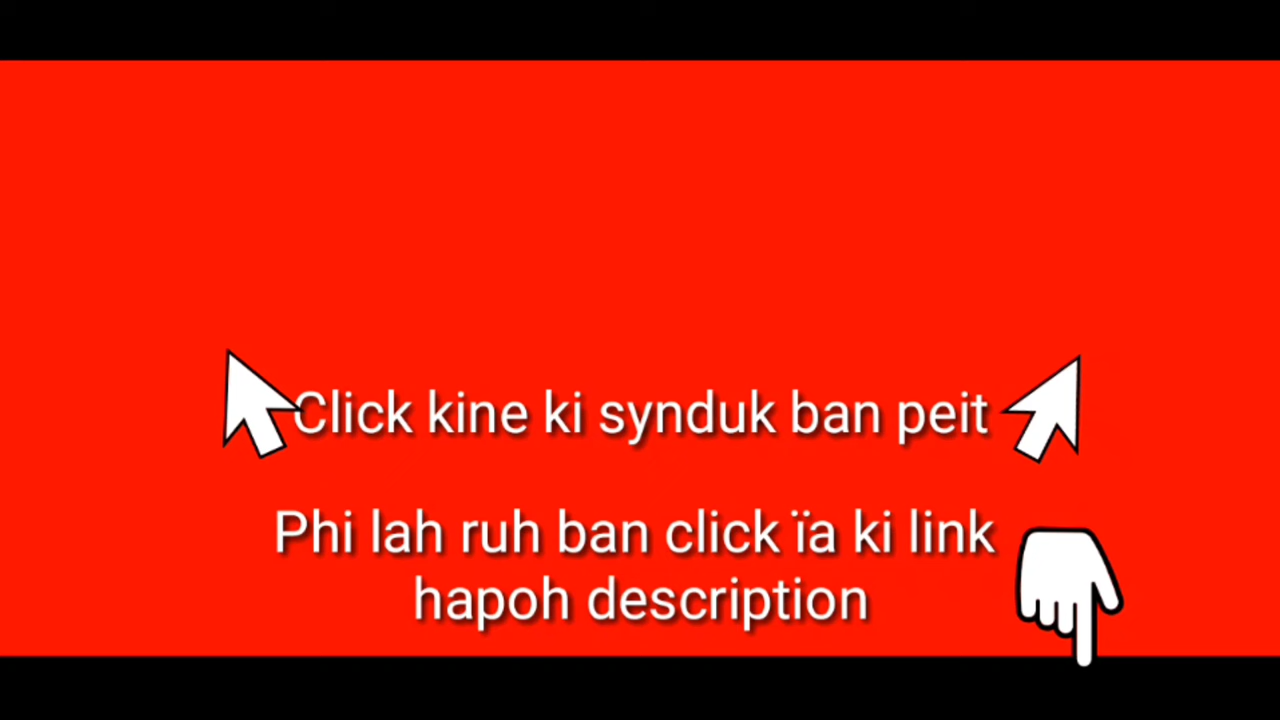 Click kine ki synduk ban peit
Phi lah ruh ban click ïa ki link
hapoh description